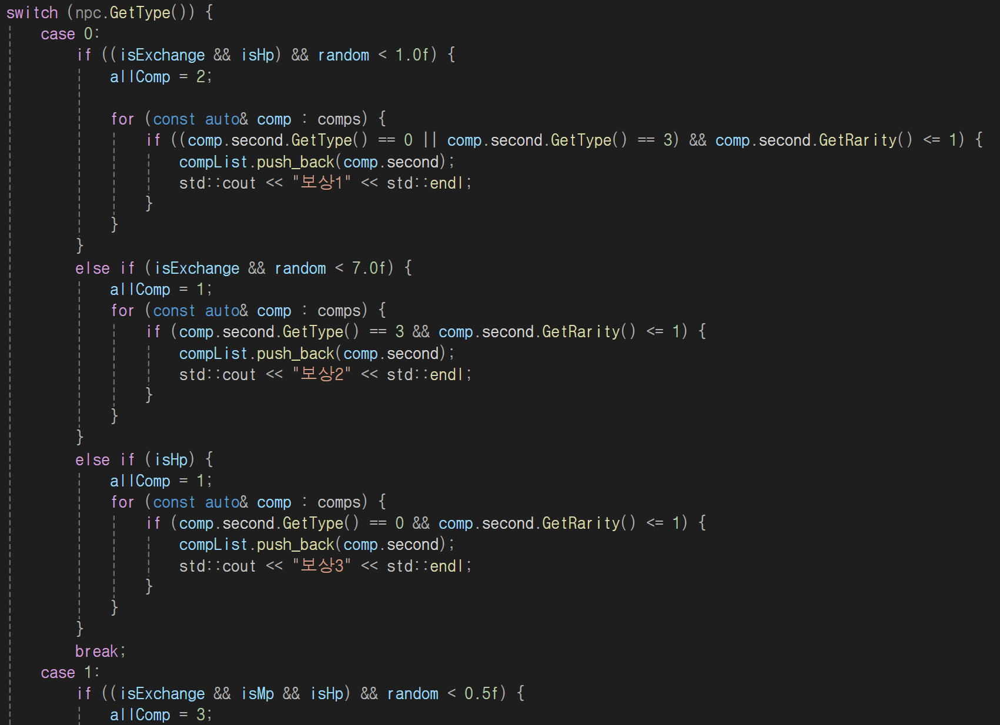 switch (npc.GetType()) {
case 0:
if ((isExchange && isHp) && random < 1.0f) {
allComp = 2;
for (const auto& comp : comps) {
if ((comp.second.GetType() == 0 || comp.second.GetType() == 3) && comp.second.GetRarity() <= 1) {
compList.push_back(comp.second);
std::cout << "보상1" << std::endl;
}
}
}
else if (isExchange && random < 7.0f) {
allComp = 1;
for (const auto& comp : comps) {
if (comp.second.GetType() == 3 && comp.second.GetRarity() <= 1) {
compList.push_back(comp.second);
std::cout << "보상2" << std::endl;
}
}
}
else if (isHp) {
allComp = 1;
for (const auto& comp : comps) {
if (comp.second.GetType() == 0 && comp.second.GetRarity() <= 1) {
compList.push_back(comp.second);
std::cout << "보상3" << std::endl;
}
}
}
break;
case 1:
if ((isExchange && isMp && isHp) && random < 0.5f) {
allComp = 3;